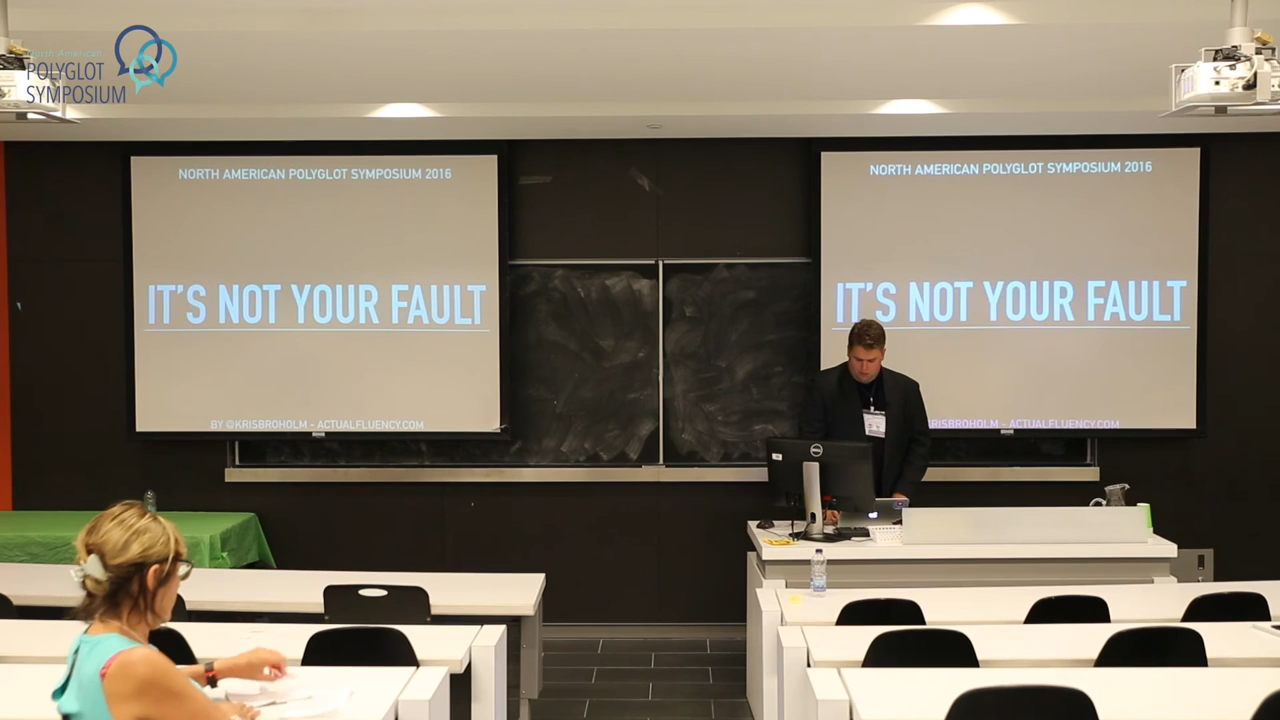 North American
POLYGLOT
SYMPOSIUM
NORTH AMERICAN POLYGLOT SYMPOSIUM 2016
IT'S NOT YOUR FAULT
BY @KRISBROHOLM - ACTUALFLUENCY.COM
NORTH AMERICAN POLYGLOT SYMPOSIUM 2016
IT'S NOT YOUR FAULT
KRISBROHOLM - ACTUALFLUENCY.COM
DELL